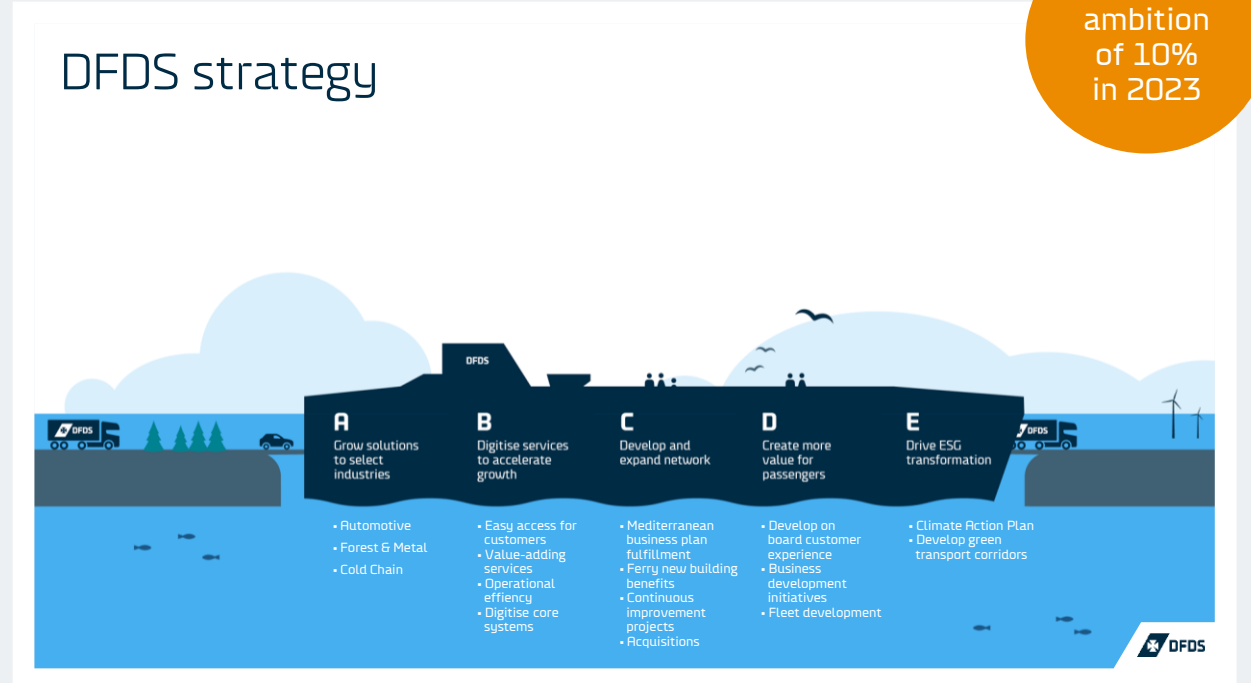 ambition
of 10%
in 2023
DFDS strategy
DFDS
DFDS
DFDS
A
Grow solutions
to select
industries
B
Digitise services
to accelerate
growth
C
Develop and
expand network
D
Create more
value for
passengers
E
Drive ESG
transformation
• Automotive
• Forest & Metal
• Cold Chain
• Easy access for
customers
• Value-adding
services
• Operational
effiency
• Digitise core
systems
• Mediterranean
business plan
fulfillment
• Ferry new building
benefits
• Continuous
improvement
projects
• Acquisitions
• Develop on
board customer
experience
• Business
development
initiatives
• Fleet development
• Climate Action Plan
• Develop green
transport corridors
DFDS